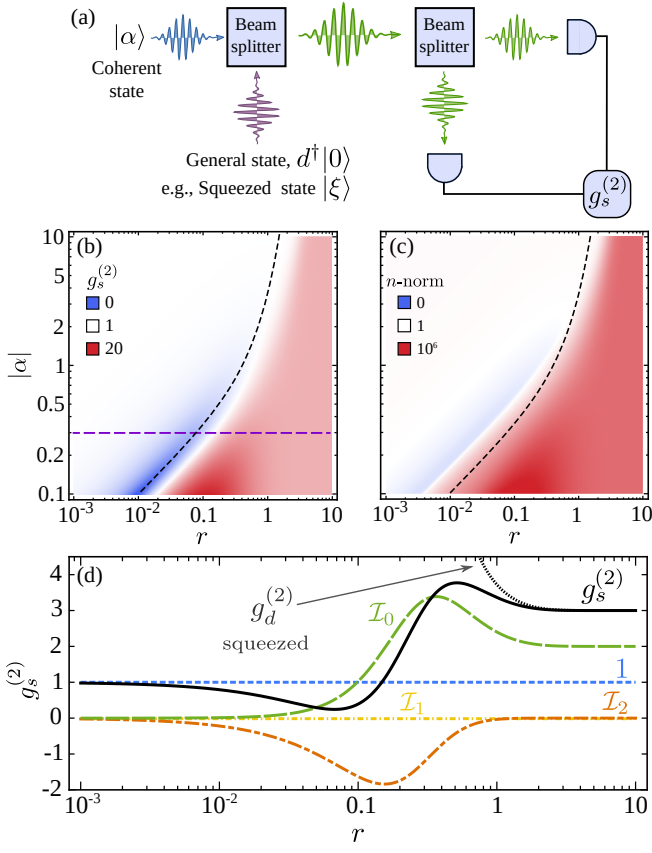 (a)
|α⟩
Coherent
state
Beam
splitter
Beam
splitter
General state, d†|0⟩
e.g., Squeezed state |ξ⟩
g_s^(2)
(b)
g_s^(2)
0
1
20
|α|
10
5
1
0.5
0.2
0.1
10^-3
10^-2
0.1
1
10
r
(c)
n-norm
0
1
10^6
10^-3
10^-2
0.1
1
10
r
(d)
g_d^(2)
squeezed
I_0
g_s^(2)
1
I_1
I_2
g_s^(2)
4
3
2
1
0
-1
-2
10^-3
10^-2
0.1
1
10
r